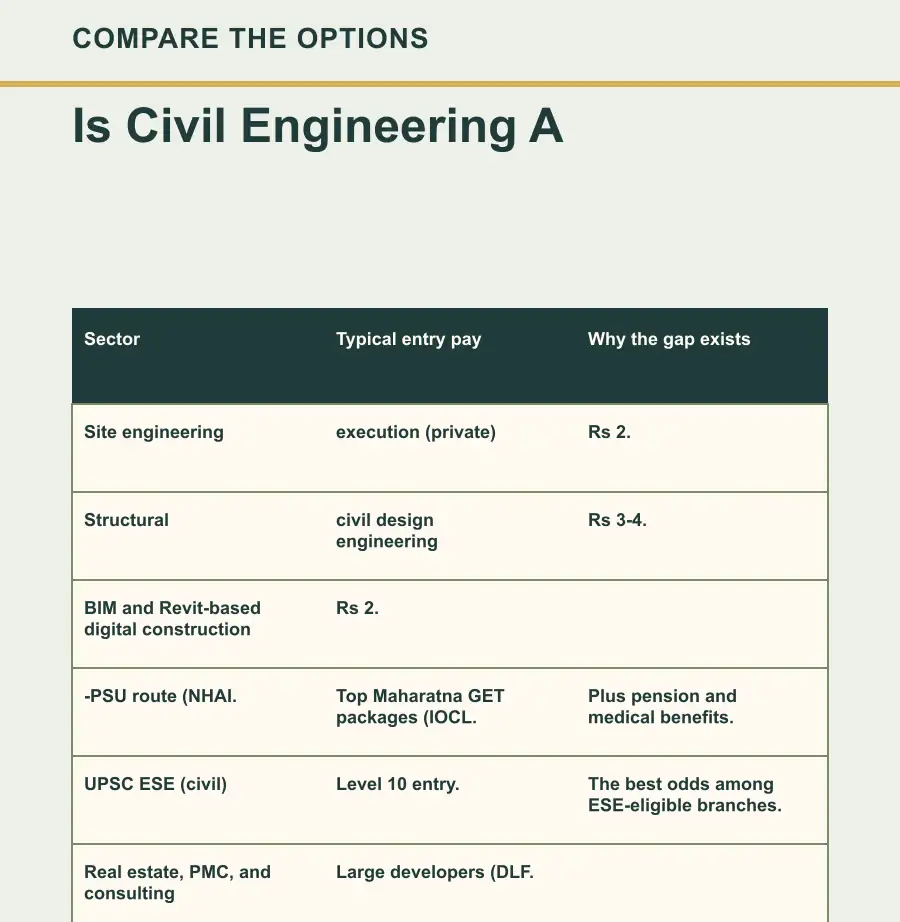 COMPARE THE OPTIONS
Is Civil Engineering A
Sector Typical entry pay Why the gap exists
Site engineering execution (private) Rs 2.
Structural civil design Rs 3-4.
engineering
BIM and Revit-based Rs 2.
digital construction
-PSU route (NHAI. Top Maharatna GET Plus pension and
packages (IOCL. medical benefits.
UPSC ESE (civil) Level 10 entry. The best odds among
ESE-eligible branches.
Real estate, PMC, and Large developers (DLF.
consulting